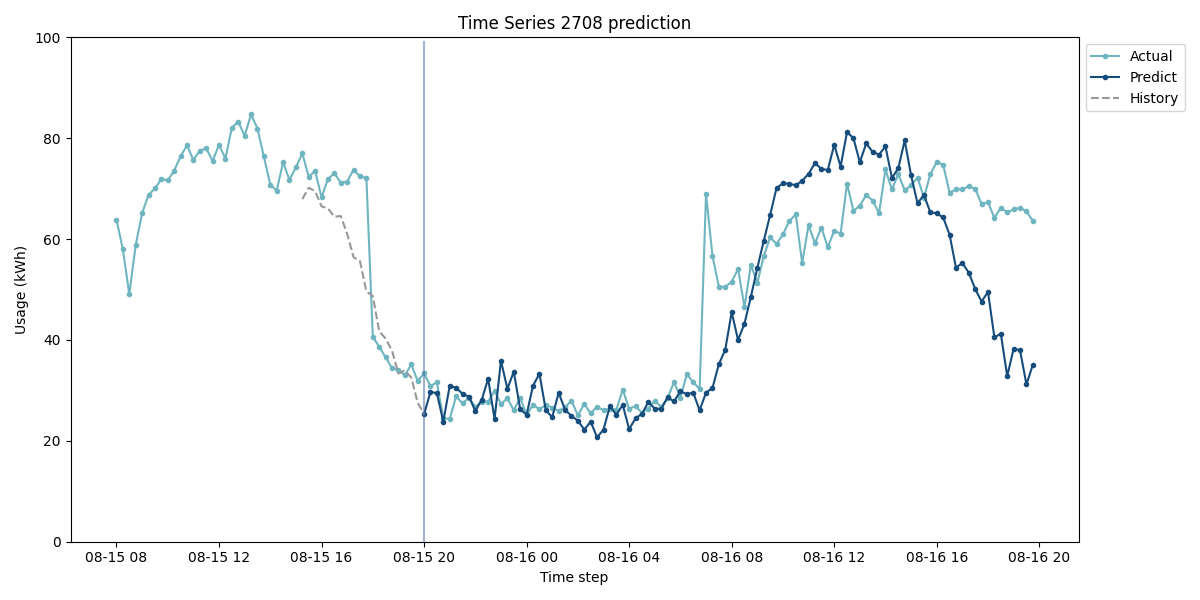 Time Series 2708 prediction
Usage (kWh)
100
80
60
40
20
0
08-15 08
08-15 12
08-15 16
08-15 20
08-16 00
08-16 04
08-16 08
08-16 12
08-16 16
08-16 20
Time step
Actual
Predict
History